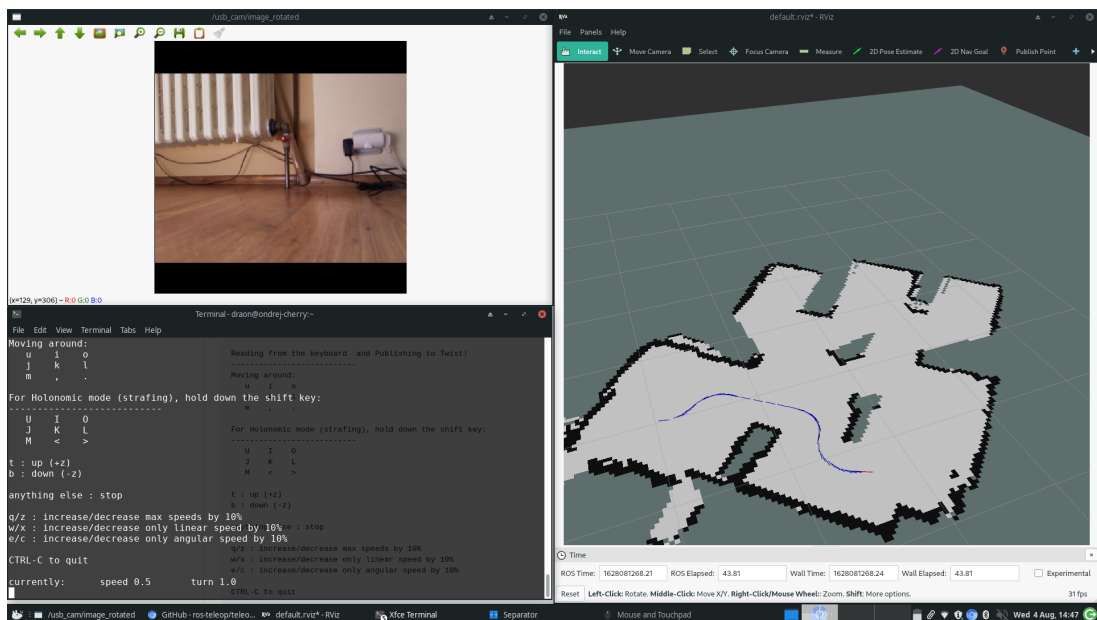 /usb_cam/image_rotated
(x=129, y=306) ~ R:0 G:0 B:0
Terminal - draon@ondrej-cherry:~
File Edit View Terminal Tabs Help
Moving around:
u i o
j k l
m , .
For Holonomic mode (strafing), hold down the shift key:
---------------------------
U I O
J K L
M < >
t : up (+z)
b : down (-z)
anything else : stop
q/z : increase/decrease max speeds by 10%
w/x : increase/decrease only linear speed by 10%
e/c : increase/decrease only angular speed by 10%
CTRL-C to quit
currently: speed 0.5 turn 1.0
Reading from the keyboard and Publishing to Twist!
---------------------------
Moving around:
u i o
m , .
For Holonomic mode (strafing), hold down the shift key:
---------------------------
U I O
J K L
M < >
t : up (+z)
b : down (-z)
se : stop
q/z : increase/decrease max speeds by 10%
w/x : increase/decrease only linear speed by 10%
e/c : increase/decrease only angular speed by 10%
CTRL-C to quit
RViz
default.rviz* - RViz
File Panels Help
Interact Move Camera Select Focus Camera Measure 2D Pose Estimate 2D Nav Goal Publish Point
Time
ROS Time: 1628081268.21 ROS Elapsed: 43.81 Wall Time: 1628081268.24 Wall Elapsed: 43.81 Experimental
Reset Left-Click: Rotate. Middle-Click: Move X/Y. Right-Click/Mouse Wheel:: Zoom. Shift: More options. 31 fps
/usb_cam/image_rotated GitHub - ros-teleop/teleo... RViz default.rviz* - RViz Xfce Terminal Separator Mouse and Touchpad Wed 4 Aug, 14:47